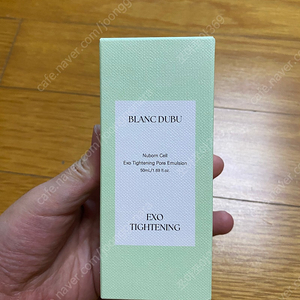 BLANC DUBU
Nuborn Cell
Exo Tightening Pore Emulsion
50mL/1.69 fl.oz.
EXO
TIGHTENING